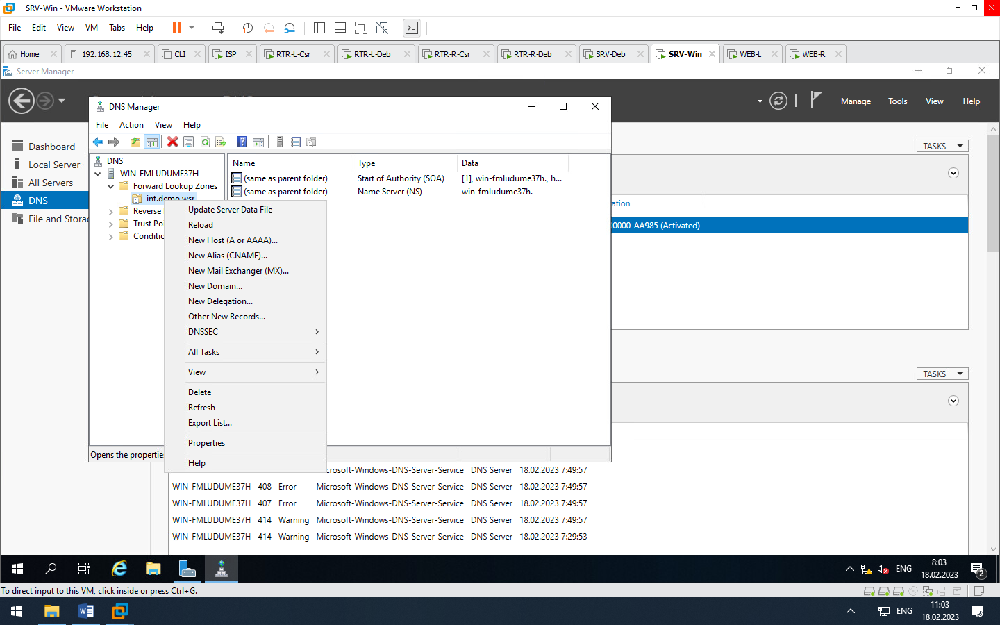 SRV-Win - VMware Workstation
File Edit View VM Tabs Help
Home 192.168.12.45 CLI ISP RTR-L-Csr RTR-L-Deb RTR-R-Csr RTR-R-Deb SRV-Deb SRV-Win WEB-L WEB-R
Server Manager
Manage Tools View Help
Dashboard
Local Server
All Servers
DNS
File and Storag
DNS Manager
File Action View Help
DNS
WIN-FMLUDUME37H
Forward Lookup Zones
int.demo.wsr
Reverse
Trust Po
Conditic
Name Type Data
(same as parent folder) Start of Authority (SOA) [1], win-fmludume37h., h...
(same as parent folder) Name Server (NS) win-fmludume37h.
Update Server Data File
Reload
New Host (A or AAAA)...
New Alias (CNAME)...
New Mail Exchanger (MX)...
New Domain...
New Delegation...
Other New Records...
DNSSEC
All Tasks
View
Delete
Refresh
Export List...
Properties
Help
Opens the propertie
TASKS
ation
00000-AA985 (Activated)
TASKS
crosoft-Windows-DNS-Server-Service DNS Server 18.02.2023 7:49:57
WIN-FMLUDUME37H 408 Error Microsoft-Windows-DNS-Server-Service DNS Server 18.02.2023 7:49:57
WIN-FMLUDUME37H 407 Error Microsoft-Windows-DNS-Server-Service DNS Server 18.02.2023 7:49:57
WIN-FMLUDUME37H 414 Warning Microsoft-Windows-DNS-Server-Service DNS Server 18.02.2023 7:49:57
WIN-FMLUDUME37H 414 Warning Microsoft-Windows-DNS-Server-Service DNS Server 18.02.2023 7:29:53
ENG 8:03
18.02.2023
2
To direct input to this VM, click inside or press Ctrl+G.
ENG 11:03
18.02.2023